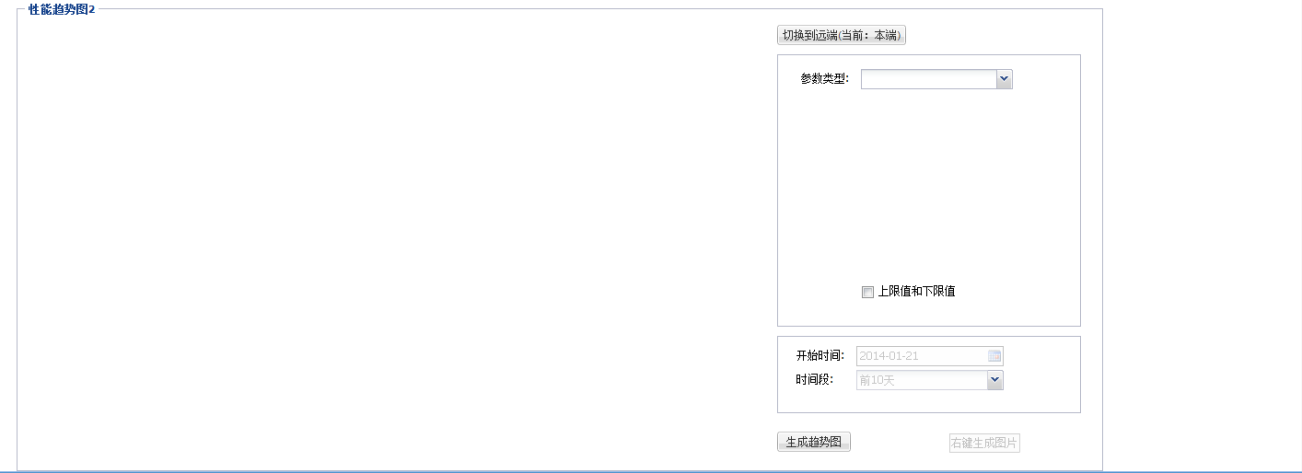 性能趋势图2
切换到远端(当前：本端)
参数类型:
上限值和下限值
开始时间: 2014-01-21
时间段: 前10天
生成趋势图 右键生成图片